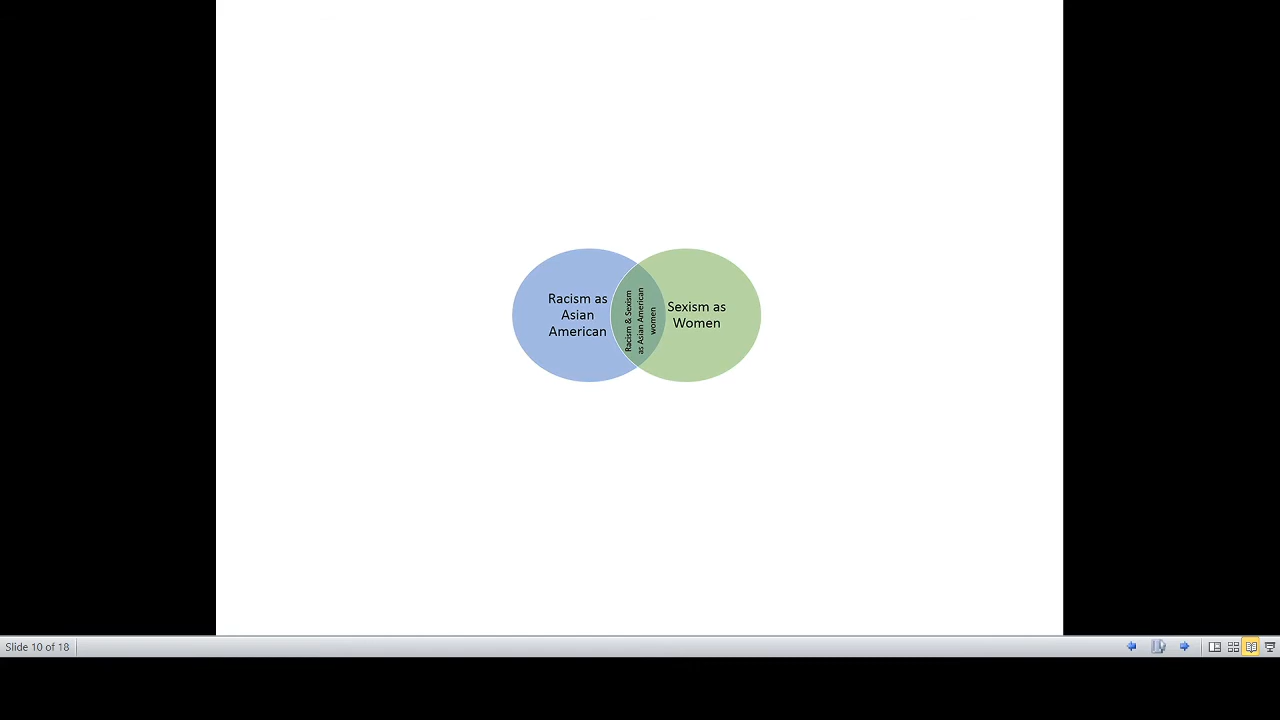 Racism as
Asian
American
Racism & Sexism
as Asian American
women
Sexism as
Women
Slide 10 of 18